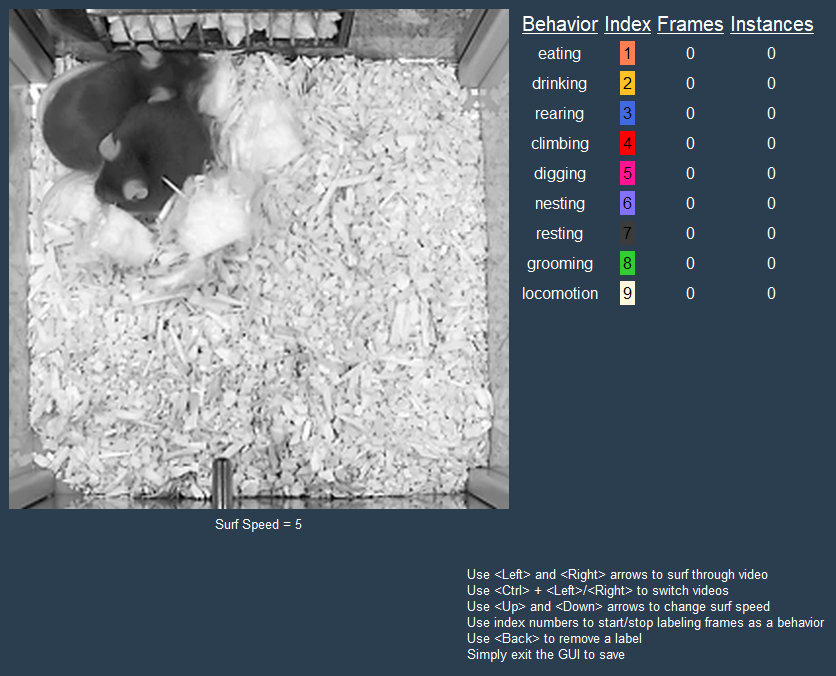 Behavior Index Frames Instances
eating 1 0 0
drinking 2 0 0
rearing 3 0 0
climbing 4 0 0
digging 5 0 0
nesting 6 0 0
resting 7 0 0
grooming 8 0 0
locomotion 9 0 0
Surf Speed = 5
Use <Left> and <Right> arrows to surf through video
Use <Ctrl> + <Left>/<Right> to switch videos
Use <Up> and <Down> arrows to change surf speed
Use index numbers to start/stop labeling frames as a behavior
Use <Back> to remove a label
Simply exit the GUI to save